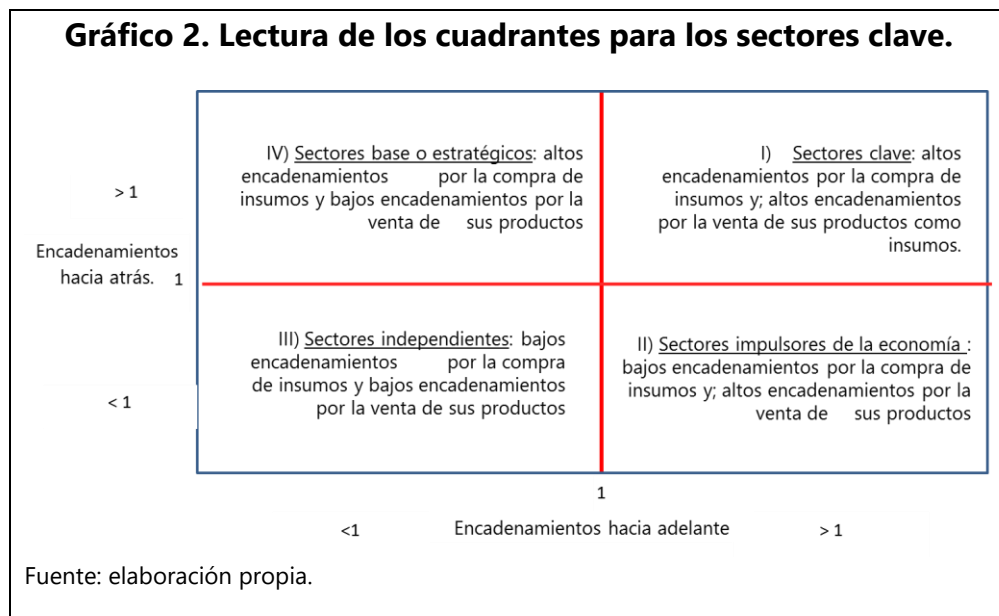 Gráfico 2. Lectura de los cuadrantes para los sectores clave.
IV) Sectores base o estratégicos: altos
encadenamientos por la compra de
insumos y bajos encadenamientos por la
venta de sus productos
I) Sectores clave: altos
encadenamientos por la compra de
insumos y; altos encadenamientos
por la venta de sus productos como
insumos.
> 1
Encadenamientos
hacia atrás. 1
III) Sectores independientes: bajos
encadenamientos por la compra
de insumos y bajos encadenamientos
por la venta de sus productos
II) Sectores impulsores de la economía :
bajos encadenamientos por la compra de
insumos y; altos encadenamientos por la
venta de sus productos
< 1
1
<1 Encadenamientos hacia adelante > 1
Fuente: elaboración propia.